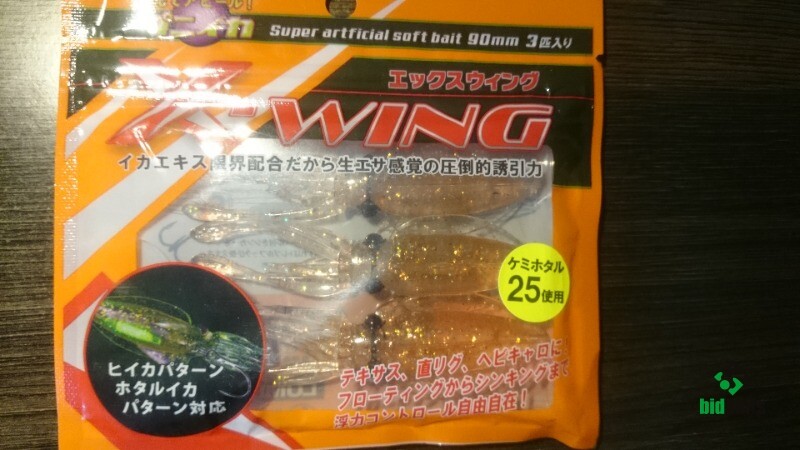 Super artficial soft bait 90mm 3匹入り
エックスウイング
X'WING
イカエキス限界配合だから生エサ感覚の圧倒的誘引力
ケミホタル
25使用
ヒイカパターン
ホタルイカ
パターン対応
テキサス、直リグ、ヘビキャロに
フローティングからシンキングまで
浮力コントロール自由自在!
bid